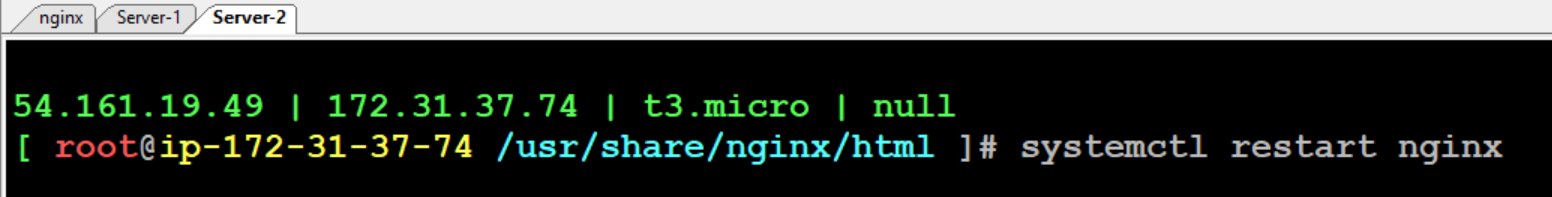 nginx Server-1 Server-2
54.161.19.49 | 172.31.37.74 | t3.micro | null
[ root@ip-172-31-37-74 /usr/share/nginx/html ]# systemctl restart nginx